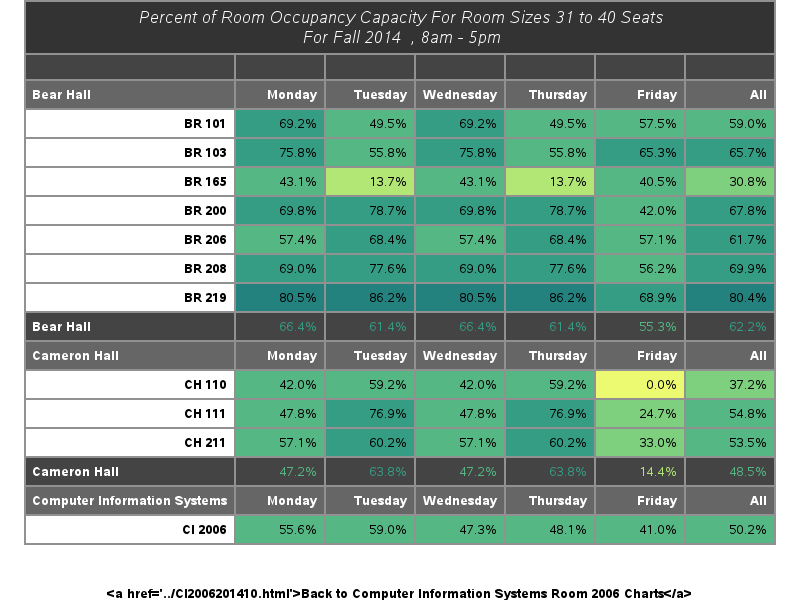 Percent of Room Occupancy Capacity For Room Sizes 31 to 40 Seats
For Fall 2014 , 8am - 5pm
Bear Hall Monday Tuesday Wednesday Thursday Friday All
BR 101 69.2% 49.5% 69.2% 49.5% 57.5% 59.0%
BR 103 75.8% 55.8% 75.8% 55.8% 65.3% 65.7%
BR 165 43.1% 13.7% 43.1% 13.7% 40.5% 30.8%
BR 200 69.8% 78.7% 69.8% 78.7% 42.0% 67.8%
BR 206 57.4% 68.4% 57.4% 68.4% 57.1% 61.7%
BR 208 69.0% 77.6% 69.0% 77.6% 56.2% 69.9%
BR 219 80.5% 86.2% 80.5% 86.2% 68.9% 80.4%
Bear Hall 66.4% 61.4% 66.4% 61.4% 55.3% 62.2%
Cameron Hall Monday Tuesday Wednesday Thursday Friday All
CH 110 42.0% 59.2% 42.0% 59.2% 0.0% 37.2%
CH 111 47.8% 76.9% 47.8% 76.9% 24.7% 54.8%
CH 211 57.1% 60.2% 57.1% 60.2% 33.0% 53.5%
Cameron Hall 47.2% 63.8% 47.2% 63.8% 14.4% 48.5%
Computer Information Systems Monday Tuesday Wednesday Thursday Friday All
CI 2006 55.6% 59.0% 47.3% 48.1% 41.0% 50.2%
<a href='../CI2006201410.html'>Back to Computer Information Systems Room 2006 Charts</a>